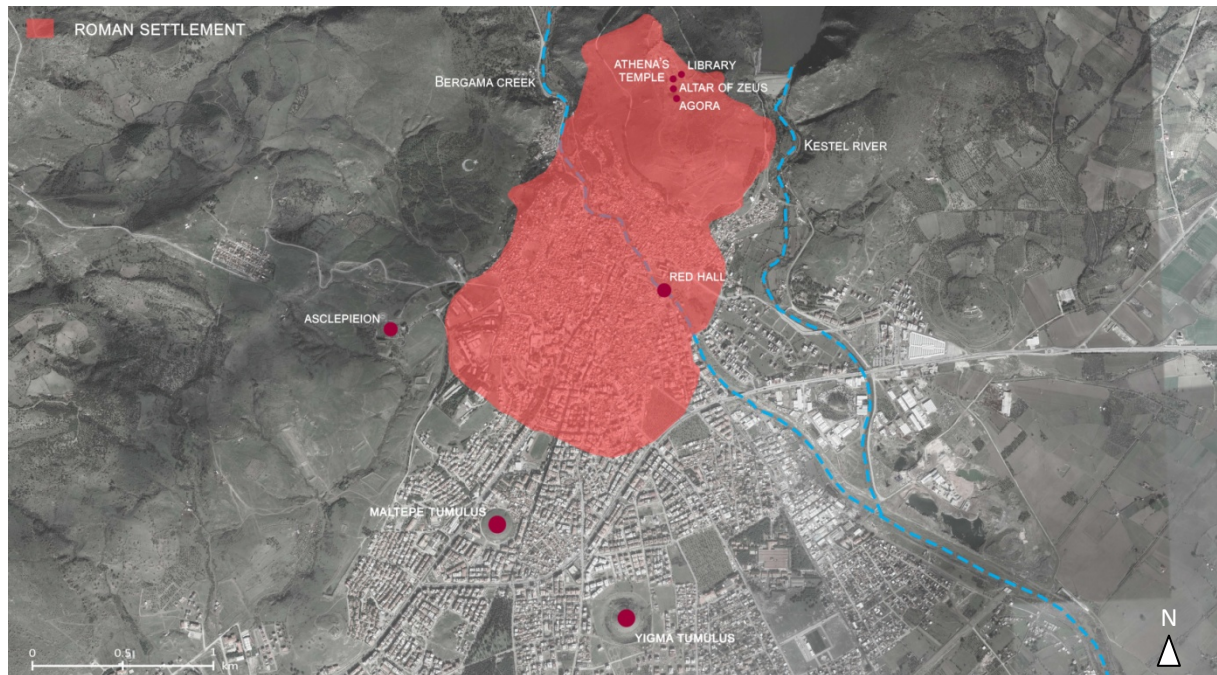 ROMAN SETTLEMENT
BERGAMA CREEK
ATHENA'S
TEMPLE
LIBRARY
ALTAR OF ZEUS
AGORA
KESTEL RIVER
RED HALL
ASCLEPIEION
MALTEPE TUMULUS
YIGMA TUMULUS
0 0.5 1
km
N